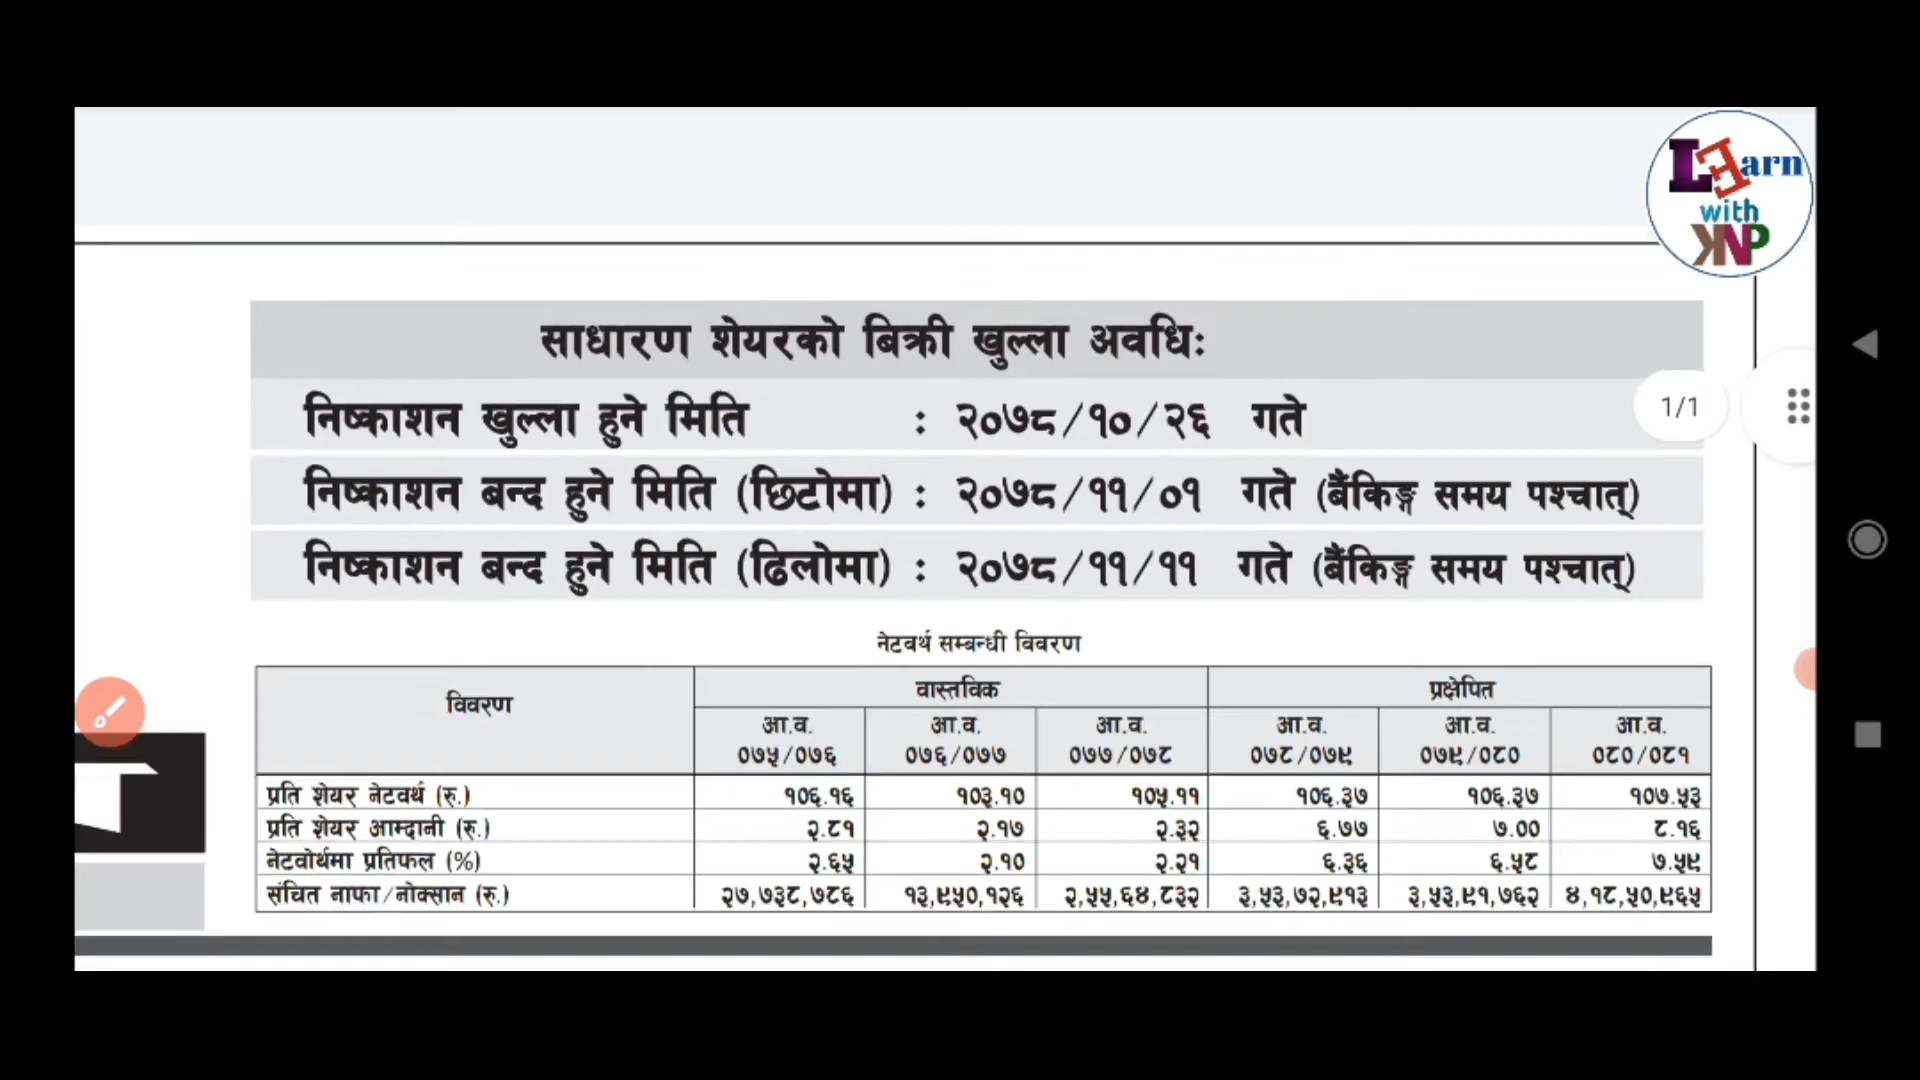 LEarn
with
KNP
साधारण शेयरको बिक्री खुल्ला अवधिः
निष्काशन खुल्ला हुने मिति : २०७८/१०/२६ गते
1/1
निष्काशन बन्द हुने मिति (छिटोमा) : २०७८/११/०१ गते (बैंकिङ्ग समय पश्चात्)
निष्काशन बन्द हुने मिति (ढिलोमा) : २०७८/११/११ गते (बैंकिङ्ग समय पश्चात्)
नेटवर्थ सम्बन्धी विवरण
विवरण वास्तविक प्रक्षेपित
आ.व. आ.व. आ.व. आ.व. आ.व. आ.व.
०७५/०७६ ०७६/०७७ ०७७/०७८ ०७८/०७९ ०७९/०८० ०८०/०८१
प्रति शेयर नेटवर्थ (रु.) १०६.१६ १०३.१० १०५.११ १०६.३७ १०६.३७ १०७.५३
प्रति शेयर आम्दानी (रु.) २.८१ २.१७ २.३२ ६.७७ ७.०० ८.१६
नेटवोर्थमा प्रतिफल (%) २.६५ २.१० २.२१ ६.३६ ६.५८ ७.५९
संचित नाफा/नोक्सान (रु.) २७,७३८,७८६ १३,९५०,१२६ २,५५,६४,८३२ ३,५३,७२,९१३ ३,५३,९१,७६२ ४,१८,५०,९६५